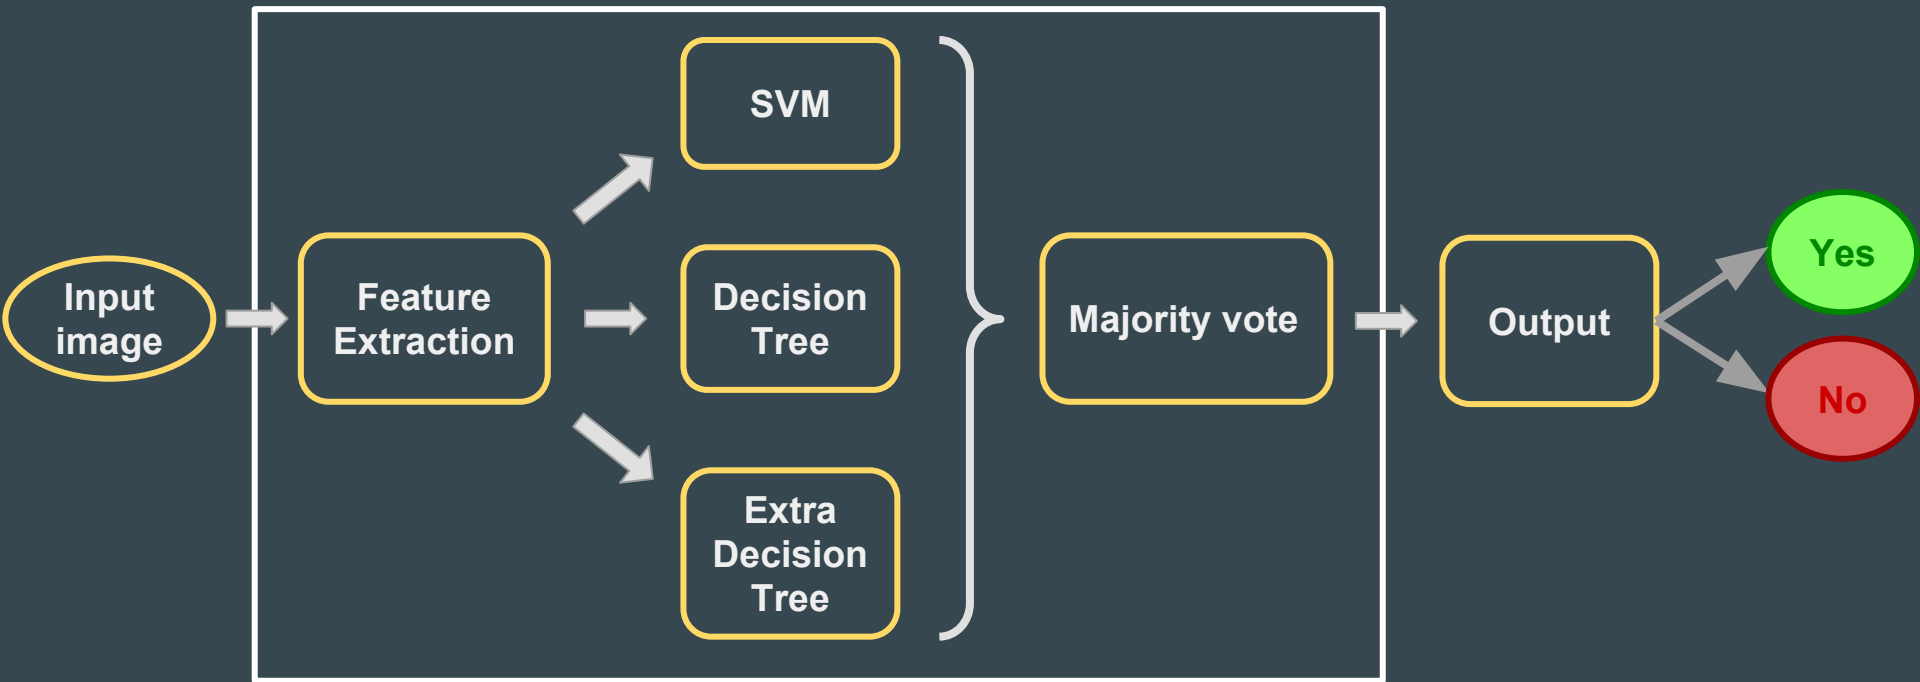 Input
image
Feature
Extraction
SVM
Decision
Tree
Extra
Decision
Tree
Majority vote
Output
Yes
No